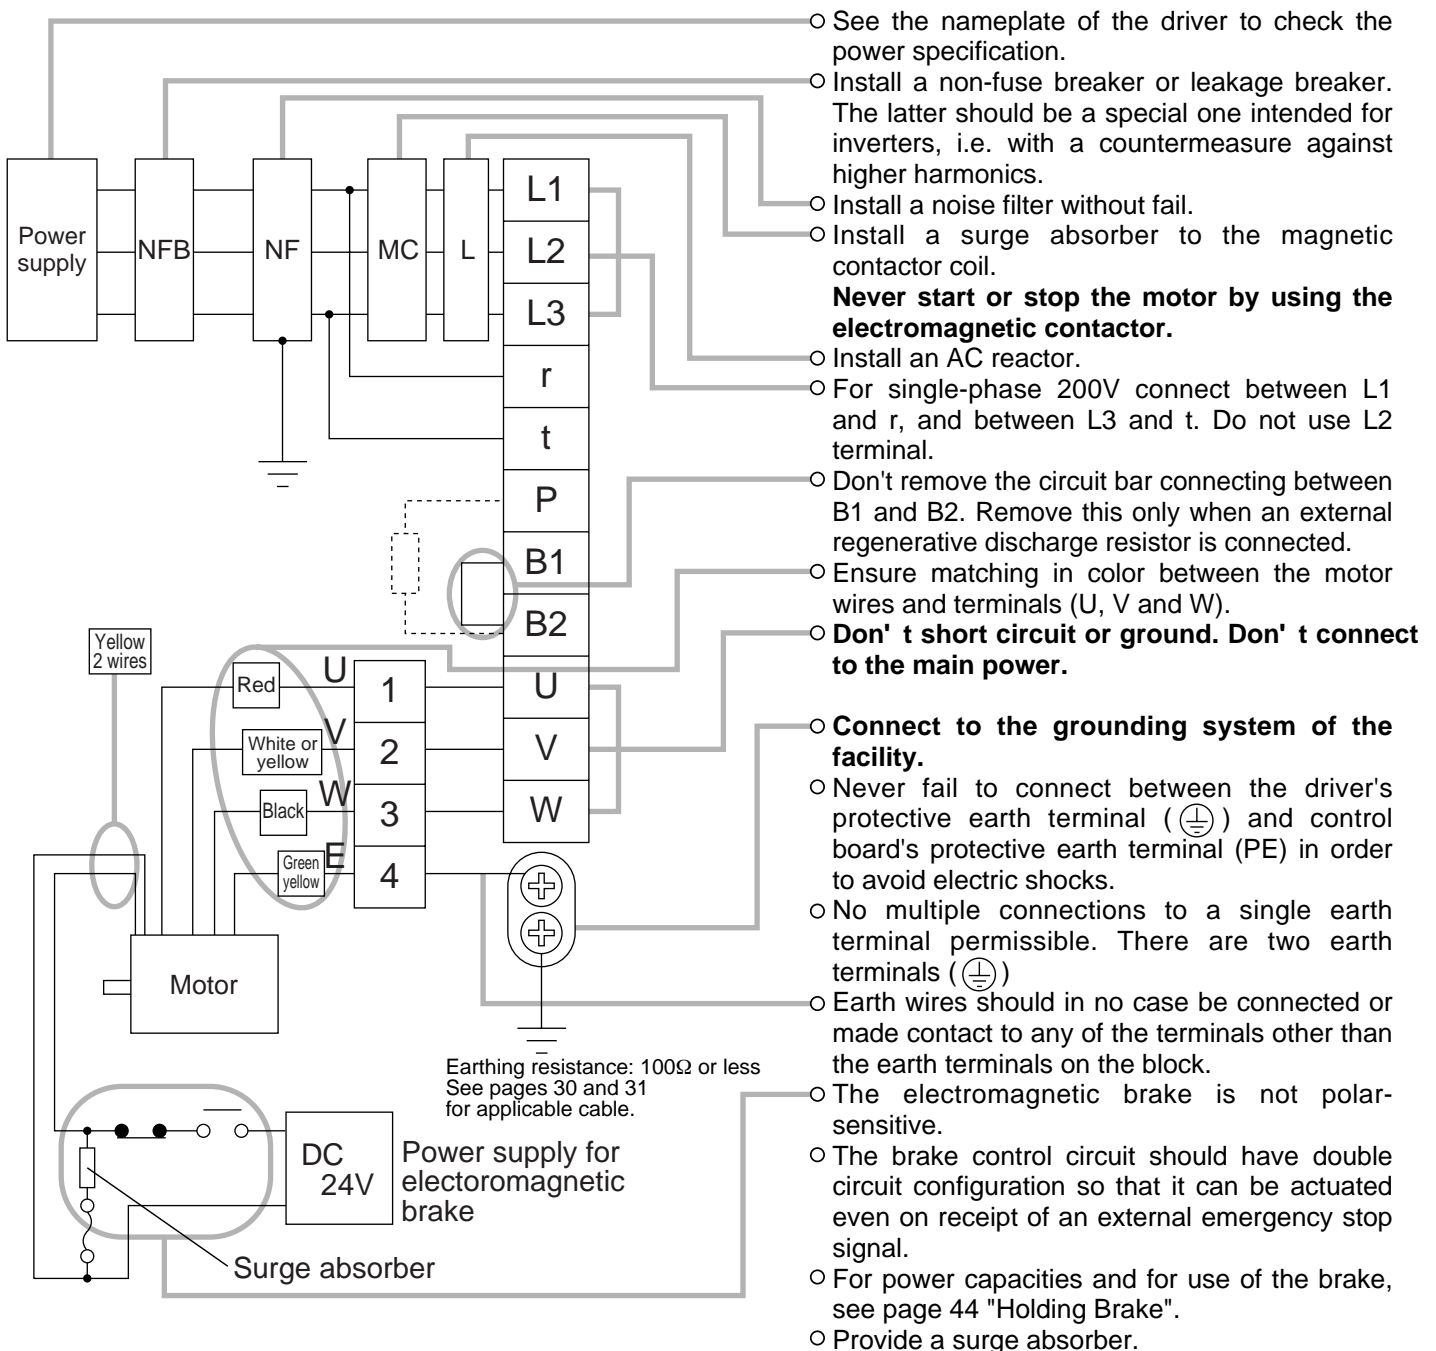 See the nameplate of the driver to check the
power specification.
Install a non-fuse breaker or leakage breaker.
The latter should be a special one intended for
inverters, i.e. with a countermeasure against
higher harmonics.
Install a noise filter without fail.
Install a surge absorber to the magnetic
contactor coil.
Never start or stop the motor by using the
electromagnetic contactor.
Install an AC reactor.
For single-phase 200V connect between L1
and r, and between L3 and t. Do not use L2
terminal.
Don't remove the circuit bar connecting between
B1 and B2. Remove this only when an external
regenerative discharge resistor is connected.
Ensure matching in color between the motor
wires and terminals (U, V and W).
Don' t short circuit or ground. Don' t connect
to the main power.
Connect to the grounding system of the
facility.
Never fail to connect between the driver's
protective earth terminal ( ⏚ ) and control
board's protective earth terminal (PE) in order
to avoid electric shocks.
No multiple connections to a single earth
terminal permissible. There are two earth
terminals ( ⏚ )
Earth wires should in no case be connected or
made contact to any of the terminals other than
the earth terminals on the block.
The electromagnetic brake is not polar-
sensitive.
The brake control circuit should have double
circuit configuration so that it can be actuated
even on receipt of an external emergency stop
signal.
For power capacities and for use of the brake,
see page 44 "Holding Brake".
Provide a surge absorber.
Power
supply
NFB
NF
MC
L
L1
L2
L3
r
t
P
B1
B2
U
V
W
Yellow
2 wires
Red
U
1
White or
yellow
V
2
Black
W
3
Green
yellow
E
4
Motor
Earthing resistance: 100Ω or less
See pages 30 and 31
for applicable cable.
DC
24V
Power supply for
electoromagnetic
brake
Surge absorber